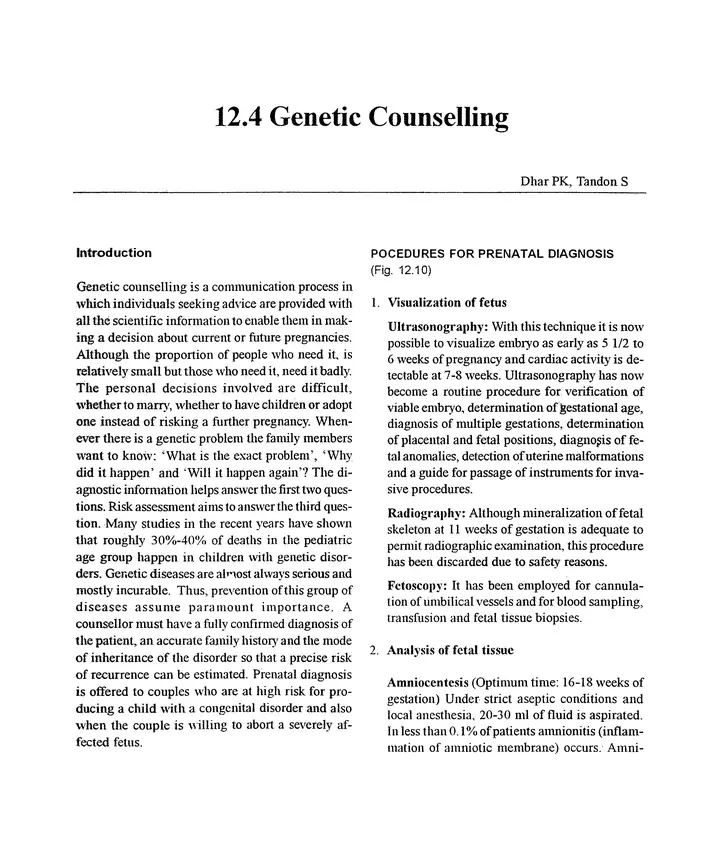 12.4 Genetic Counselling
Dhar PK, Tandon S
Introduction
Genetic counselling is a communication process in
which individuals seeking advice are provided with
all the scientific information to enable them in mak-
ing a decision about current or future pregnancies.
Although the proportion of people who need it, is
relatively small but those who need it, need it badly.
The personal decisions involved are difficult,
whether to marry, whether to have children or adopt
one instead of risking a further pregnancy. When-
ever there is a genetic problem the family members
want to know: ‘What is the exact problem’, ‘Why
did it happen’ and ‘Will it happen again’? The di-
agnostic information helps answer the first two ques-
tions. Risk assessment aims to answer the third ques-
tion. Many studies in the recent years have shown
that roughly 30%-40% of deaths in the pediatric
age group happen in children with genetic disor-
ders. Genetic diseases are almost always serious and
mostly incurable. Thus, prevention of this group of
diseases assume paramount importance. A
counsellor must have a fully confirmed diagnosis of
the patient, an accurate family history and the mode
of inheritance of the disorder so that a precise risk
of recurrence can be estimated. Prenatal diagnosis
is offered to couples who are at high risk for pro-
ducing a child with a congenital disorder and also
when the couple is willing to abort a severely af-
fected fetus.
POCEDURES FOR PRENATAL DIAGNOSIS
(Fig. 12.10)
1. Visualization of fetus
Ultrasonography: With this technique it is now
possible to visualize embryo as early as 5 1/2 to
6 weeks of pregnancy and cardiac activity is de-
tectable at 7-8 weeks. Ultrasonography has now
become a routine procedure for verification of
viable embryo, determination of gestational age,
diagnosis of multiple gestations, determination
of placental and fetal positions, diagnosis of fe-
tal anomalies, detection of uterine malformations
and a guide for passage of instruments for inva-
sive procedures.
Radiography: Although mineralization of fetal
skeleton at 11 weeks of gestation is adequate to
permit radiographic examination, this procedure
has been discarded due to safety reasons.
Fetoscopy: It has been employed for cannula-
tion of umbilical vessels and for blood sampling,
transfusion and fetal tissue biopsies.
2. Analysis of fetal tissue
Amniocentesis (Optimum time: 16-18 weeks of
gestation) Under strict aseptic conditions and
local anesthesia, 20-30 ml of fluid is aspirated.
In less than 0.1% of patients amnionitis (inflam-
mation of amniotic membrane) occurs. Amni-